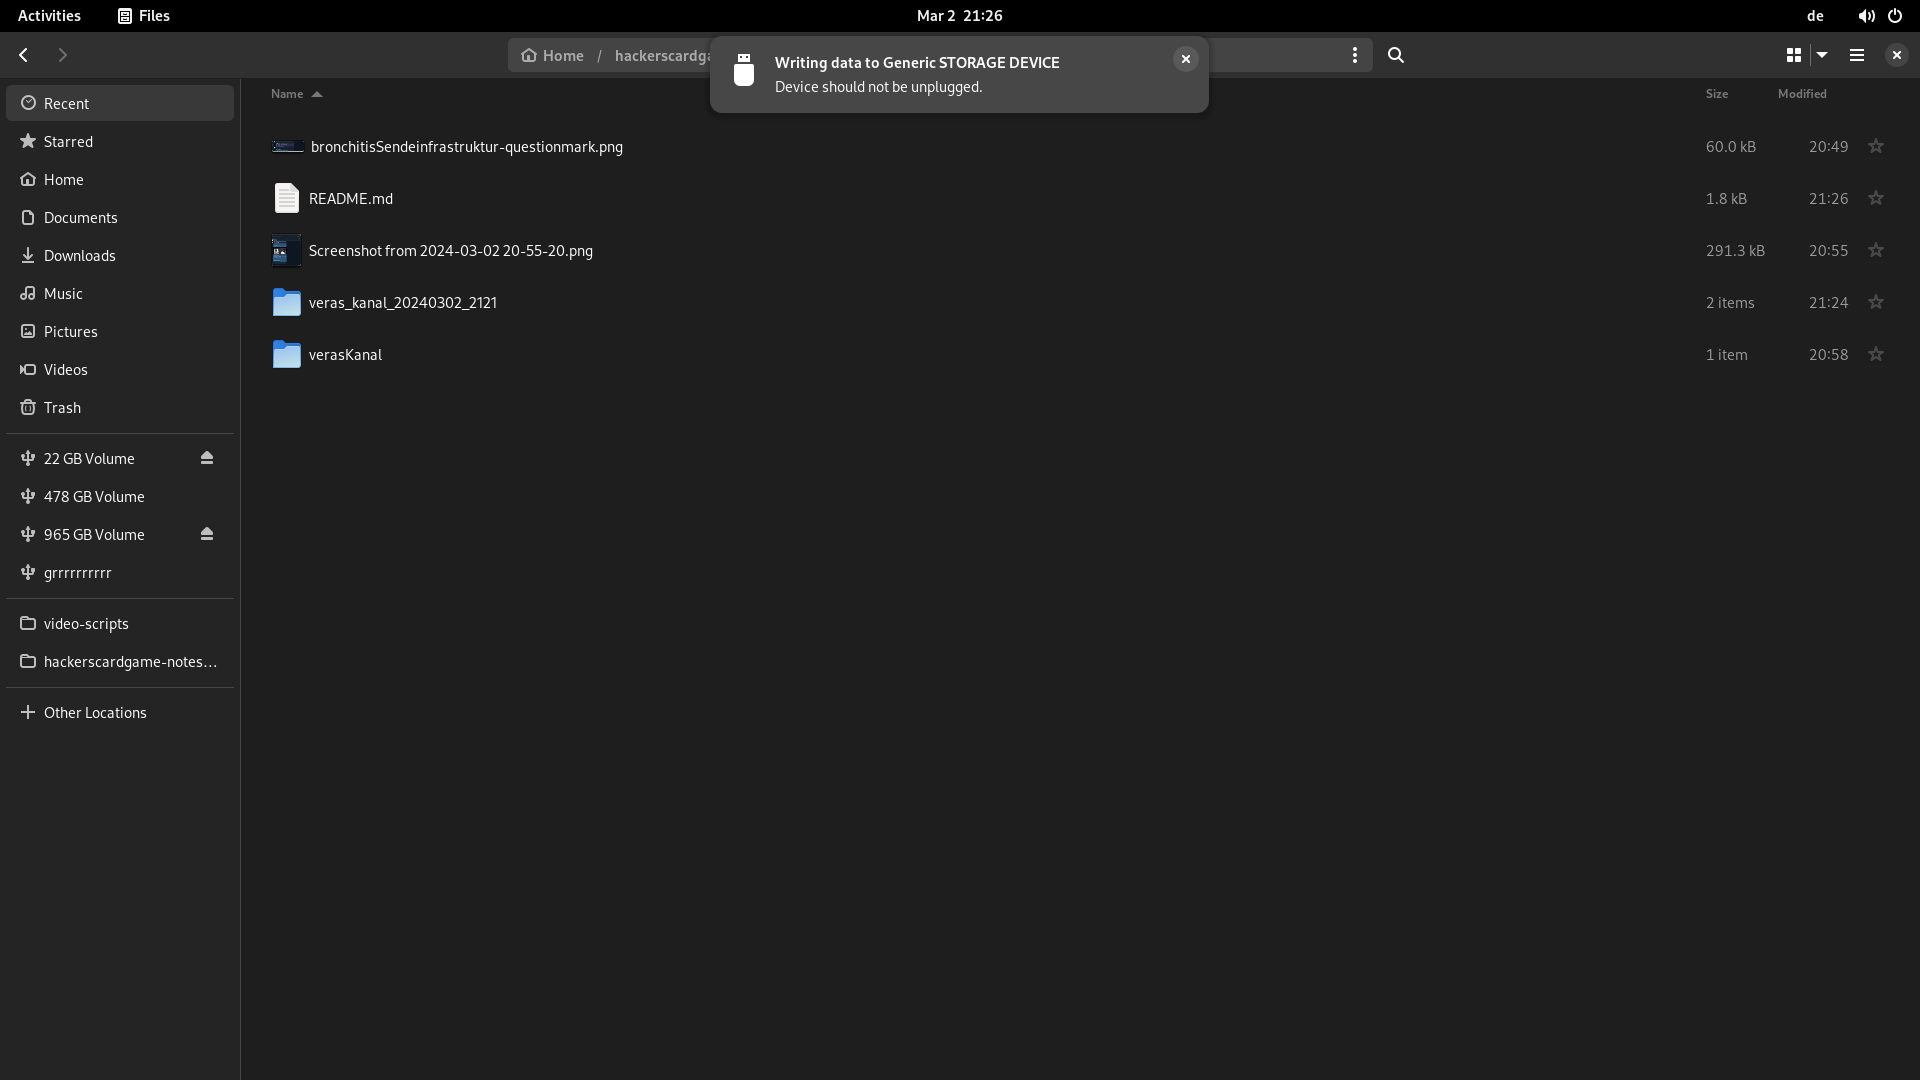 Activities
Files
Mar 2 21:26
de
Home / hackerscardga
Writing data to Generic STORAGE DEVICE
Device should not be unplugged.
Recent
Starred
Home
Documents
Downloads
Music
Pictures
Videos
Trash
22 GB Volume
478 GB Volume
965 GB Volume
grrrrrrrrrr
video-scripts
hackerscardgame-notes…
Other Locations
Name Size Modified
bronchitisSendeinfrastruktur-questionmark.png 60.0 kB 20:49
README.md 1.8 kB 21:26
Screenshot from 2024-03-02 20-55-20.png 291.3 kB 20:55
veras_kanal_20240302_2121 2 items 21:24
verasKanal 1 item 20:58